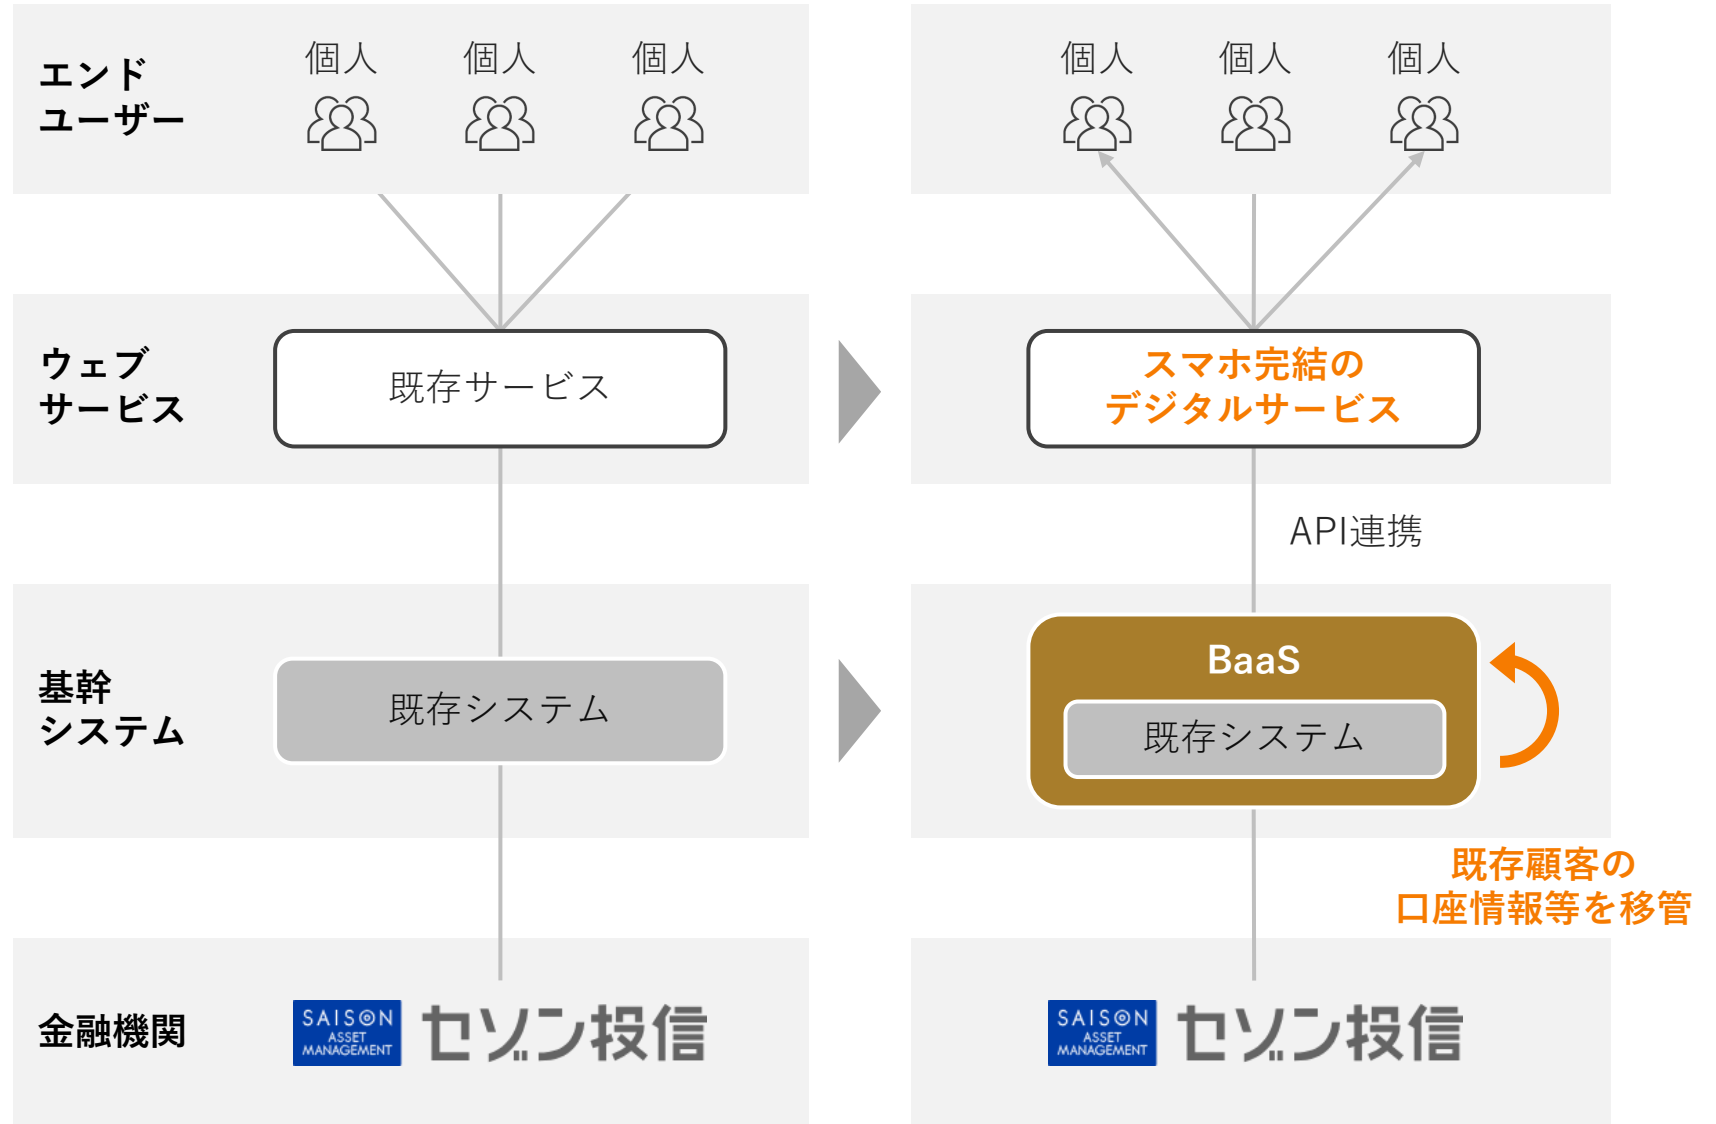 エンド
ユーザー
個人
個人
個人
個人
個人
個人
ウェブ
サービス
既存サービス
スマホ完結の
デジタルサービス
API連携
基幹
システム
既存システム
BaaS
既存システム
既存顧客の
口座情報等を移管
金融機関
SAISON
ASSET
MANAGEMENT
セゾン投信
SAISON
ASSET
MANAGEMENT
セゾン投信